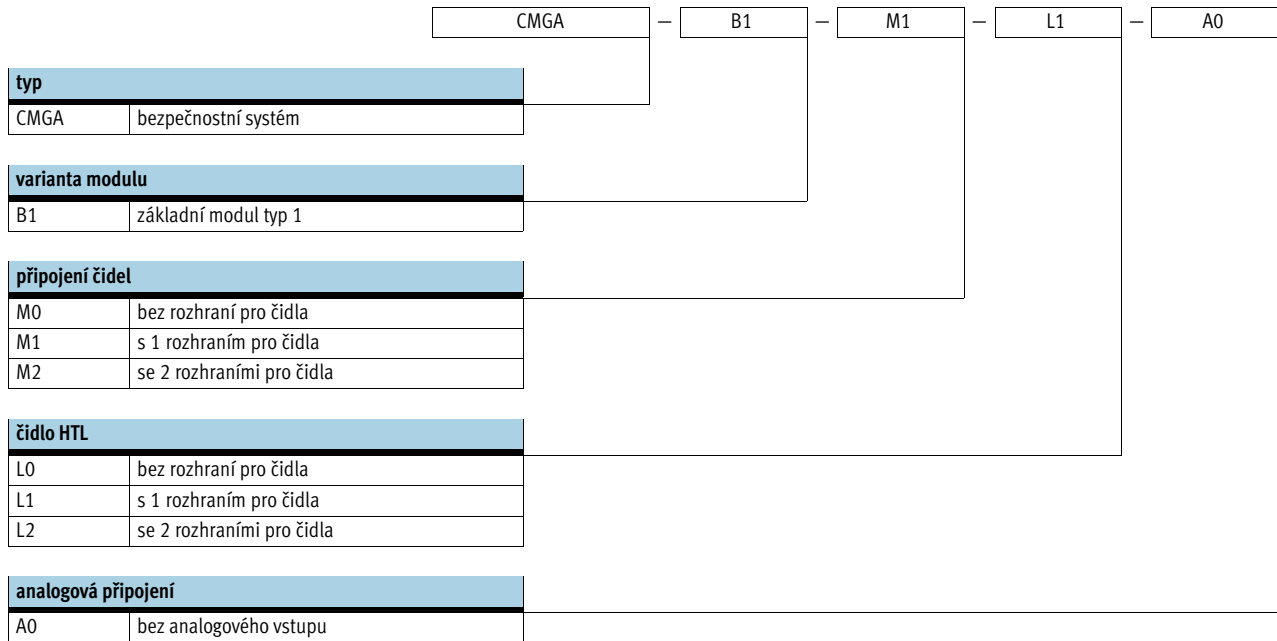 CMGA – B1 – M1 – L1 – A0
typ
CMGA bezpečnostní systém
varianta modulu
B1 základní modul typ 1
připojení čidel
M0 bez rozhraní pro čidla
M1 s 1 rozhraním pro čidla
M2 se 2 rozhraními pro čidla
čidlo HTL
L0 bez rozhraní pro čidla
L1 s 1 rozhraním pro čidla
L2 se 2 rozhraními pro čidla
analogová připojení
A0 bez analogového vstupu